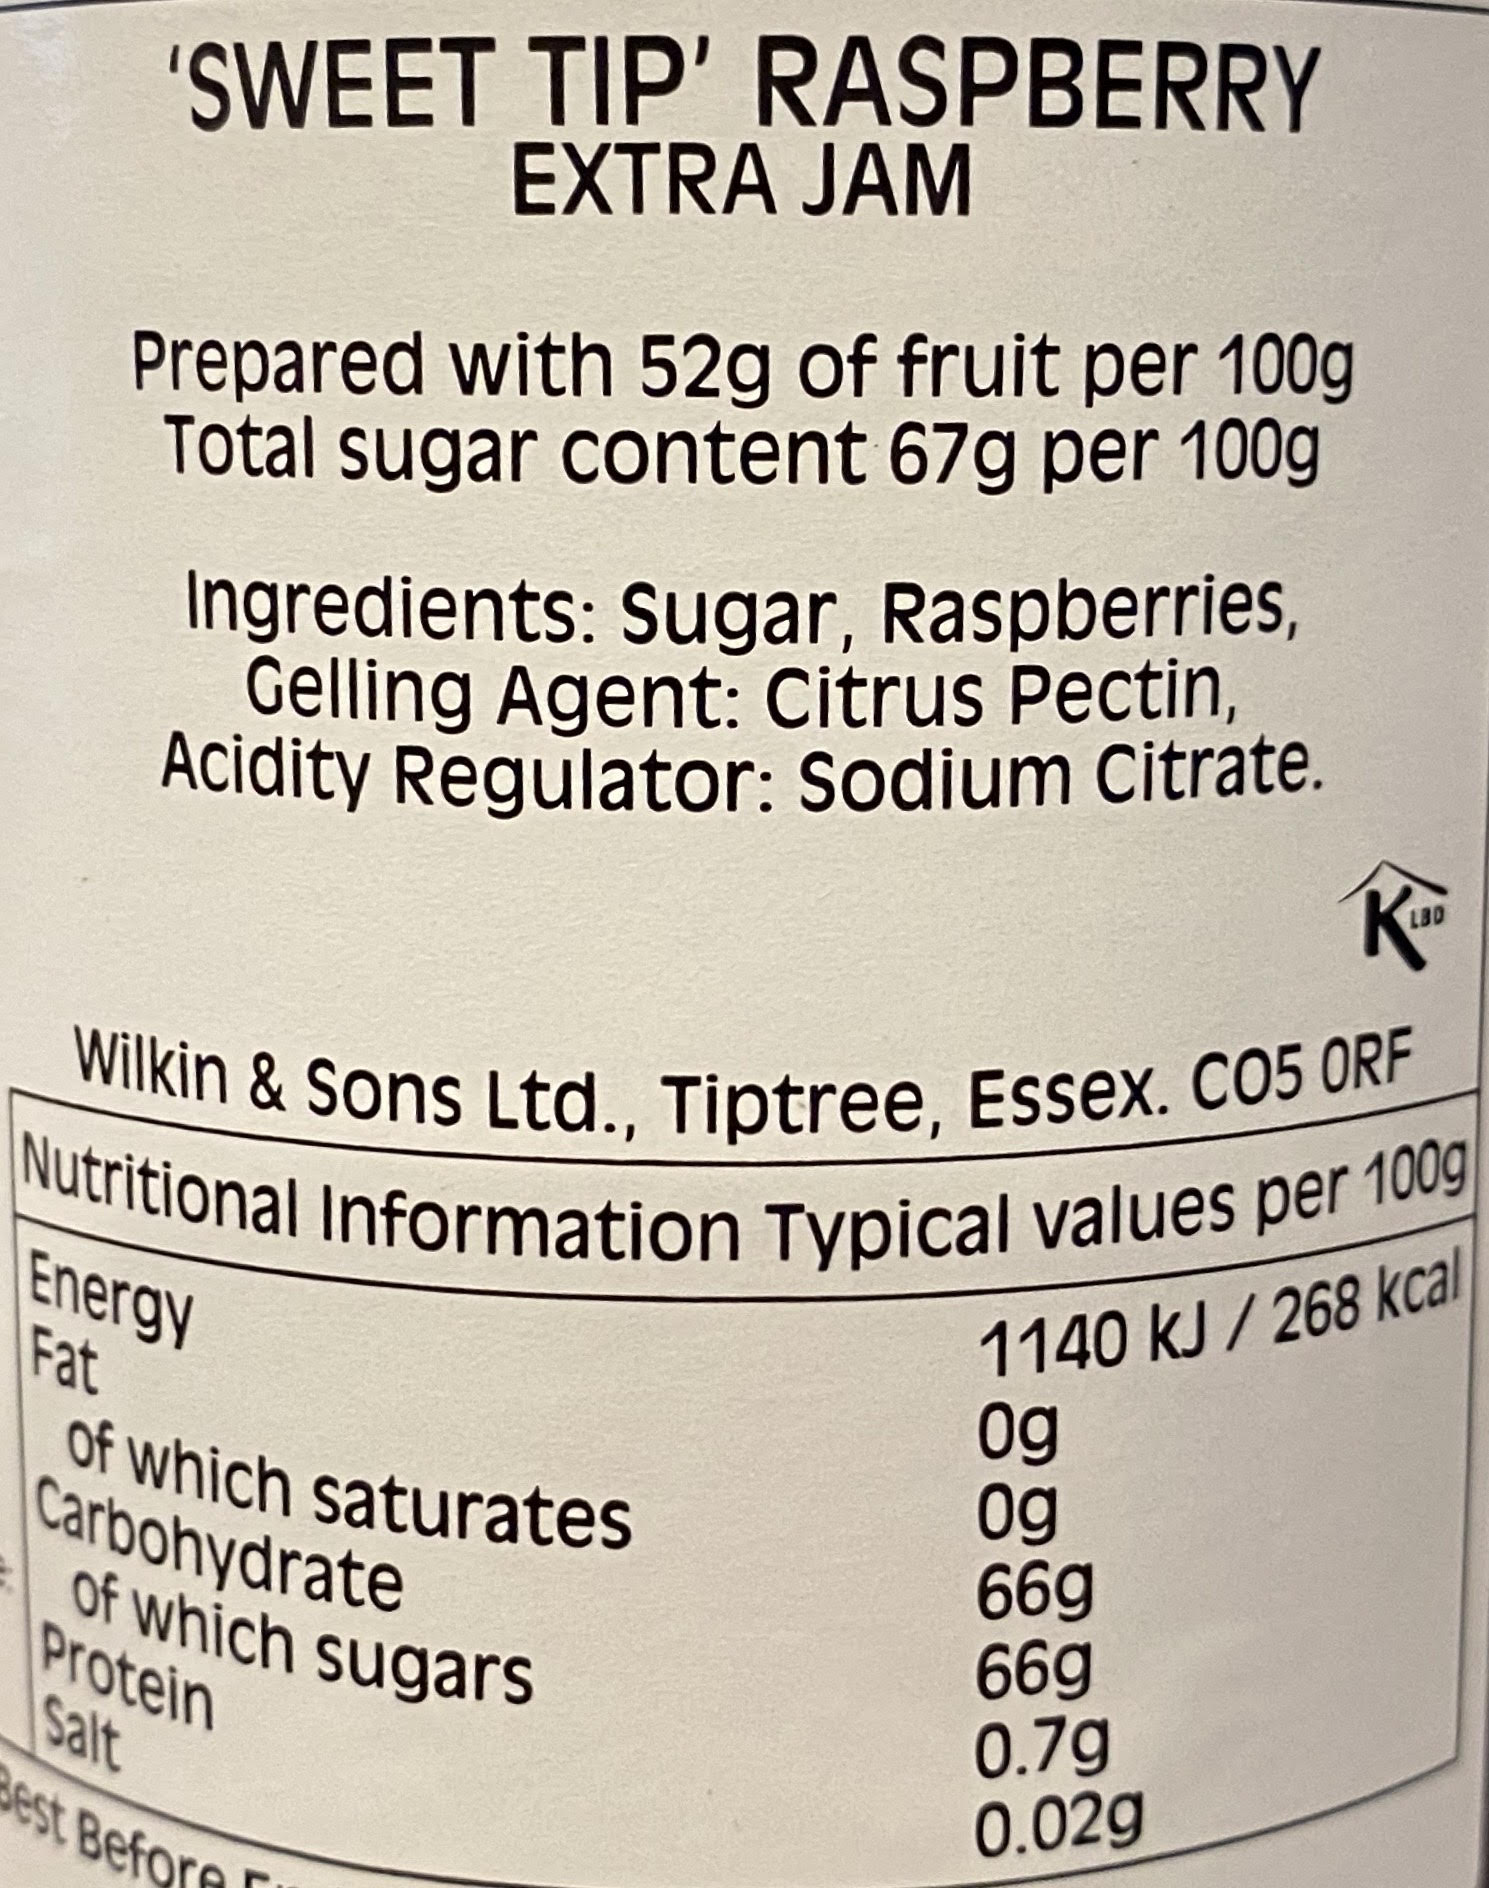 'SWEET TIP' RASPBERRY
EXTRA JAM
Prepared with 52g of fruit per 100g
Total sugar content 67g per 100g
Ingredients: Sugar, Raspberries,
Gelling Agent: Citrus Pectin,
Acidity Regulator: Sodium Citrate.
K LBD
Wilkin & Sons Ltd., Tiptree, Essex. CO5 0RF
Nutritional Information Typical values per 100g
Energy 1140 kJ / 268 kcal
Fat 0g
of which saturates 0g
Carbohydrate 66g
of which sugars 66g
Protein 0.7g
Salt 0.02g
Best Before